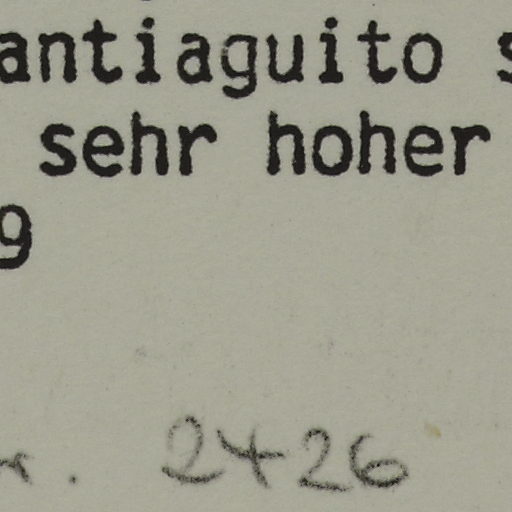 antiaguito s
sehr hoher
9
r. 2426